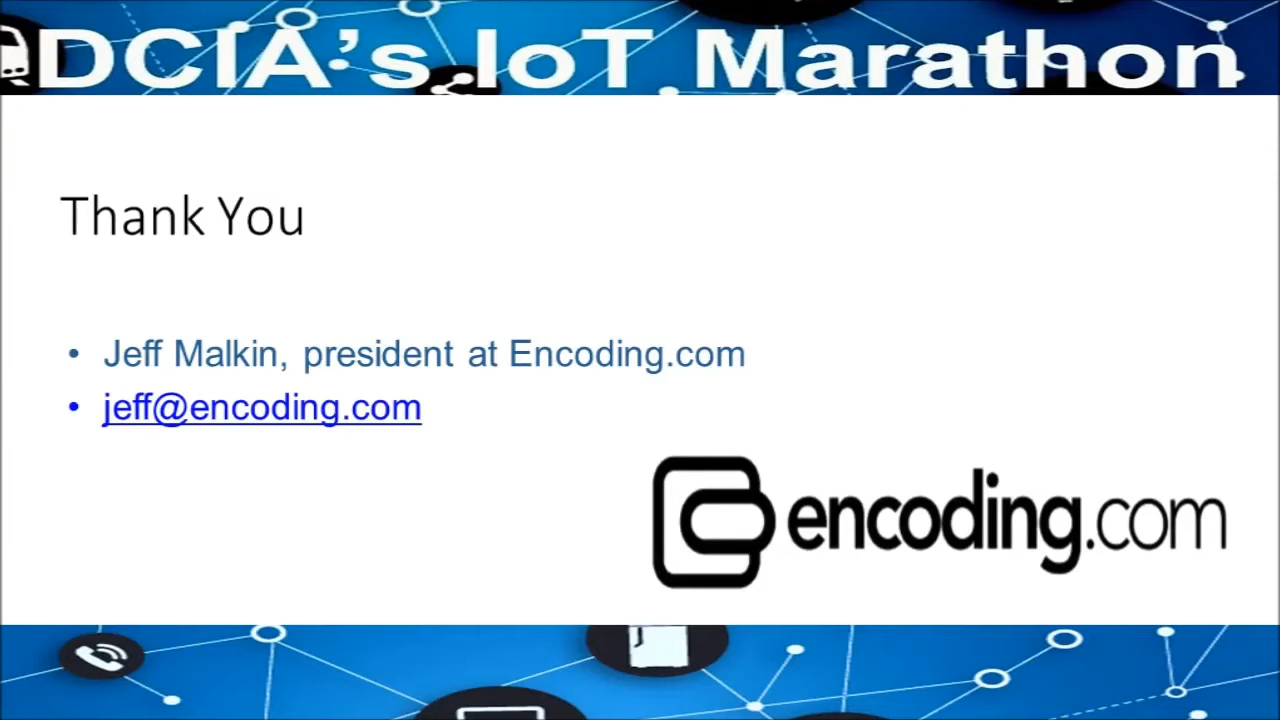 DCIA's IoT Marathon
Thank You
• Jeff Malkin, president at Encoding.com
• jeff@encoding.com
encoding.com